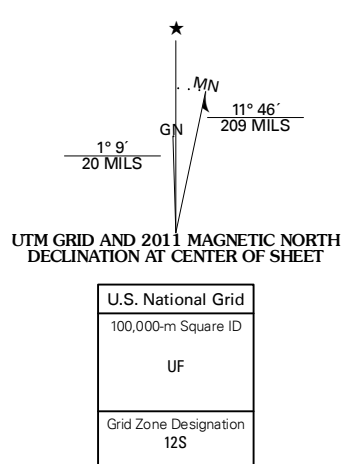 ★
MN
GN
11° 46´
209 MILS
1° 9´
20 MILS
UTM GRID AND 2011 MAGNETIC NORTH
DECLINATION AT CENTER OF SHEET
U.S. National Grid
100,000-m Square ID
UF
Grid Zone Designation
12S